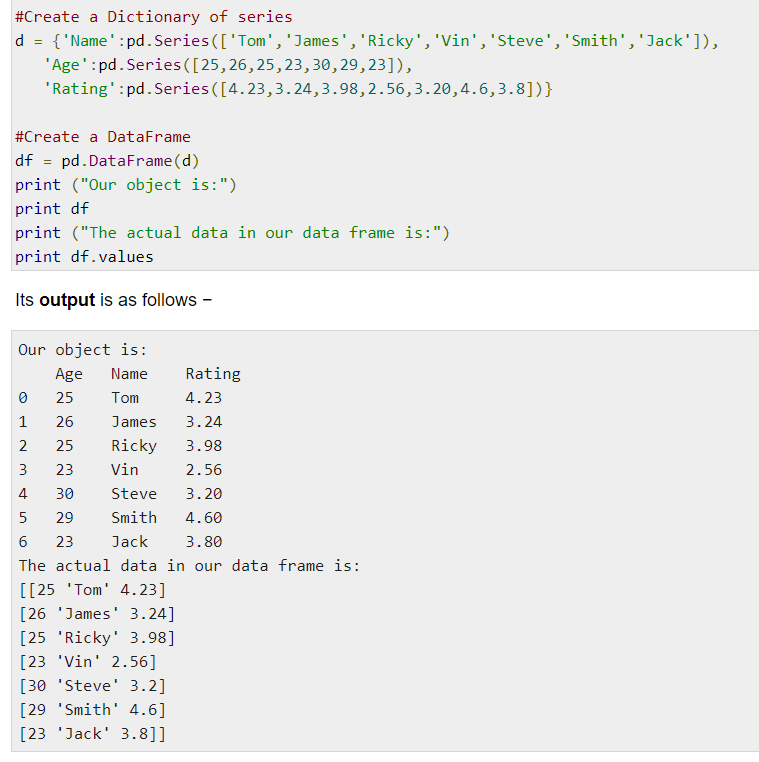 #Create a Dictionary of series
d = {'Name':pd.Series(['Tom','James','Ricky','Vin','Steve','Smith','Jack']),
   'Age':pd.Series([25,26,25,23,30,29,23]),
   'Rating':pd.Series([4.23,3.24,3.98,2.56,3.20,4.6,3.8])}

#Create a DataFrame
df = pd.DataFrame(d)
print ("Our object is:")
print df
print ("The actual data in our data frame is:")
print df.values
Its output is as follows −
Our object is:
    Age   Name    Rating
0   25    Tom     4.23
1   26    James   3.24
2   25    Ricky   3.98
3   23    Vin     2.56
4   30    Steve   3.20
5   29    Smith   4.60
6   23    Jack    3.80
The actual data in our data frame is:
[[25 'Tom' 4.23]
[26 'James' 3.24]
[25 'Ricky' 3.98]
[23 'Vin' 2.56]
[30 'Steve' 3.2]
[29 'Smith' 4.6]
[23 'Jack' 3.8]]